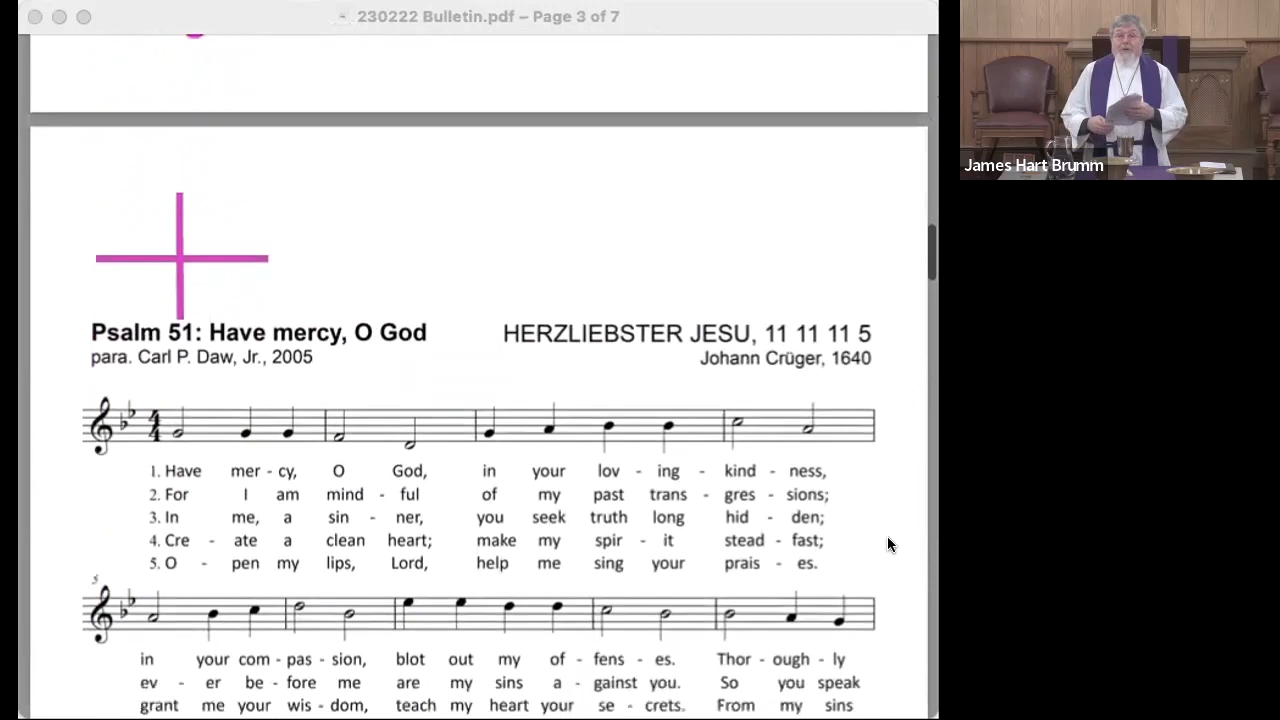 230222 Bulletin.pdf – Page 3 of 7
James Hart Brumm
Psalm 51: Have mercy, O God
HERZLIEBSTER JESU, 11 11 11 5
para. Carl P. Daw, Jr., 2005
Johann Crüger, 1640
4
4
1. Have mer - cy, O God, in your lov - ing - kind - ness,
2. For I am mind - ful of my past trans - gres - sions;
3. In me, a sin - ner, you seek truth long hid - den;
4. Cre - ate a clean heart; make my spir - it stead - fast;
5. O - pen my lips, Lord, help me sing your prais - es.
5
in your com - pas - sion, blot out my of - fens - es. Thor - ough - ly
ev - er be - fore me are my sins a - gainst you. So you speak
grant me your wis - dom, teach my heart your se - crets. From my sins